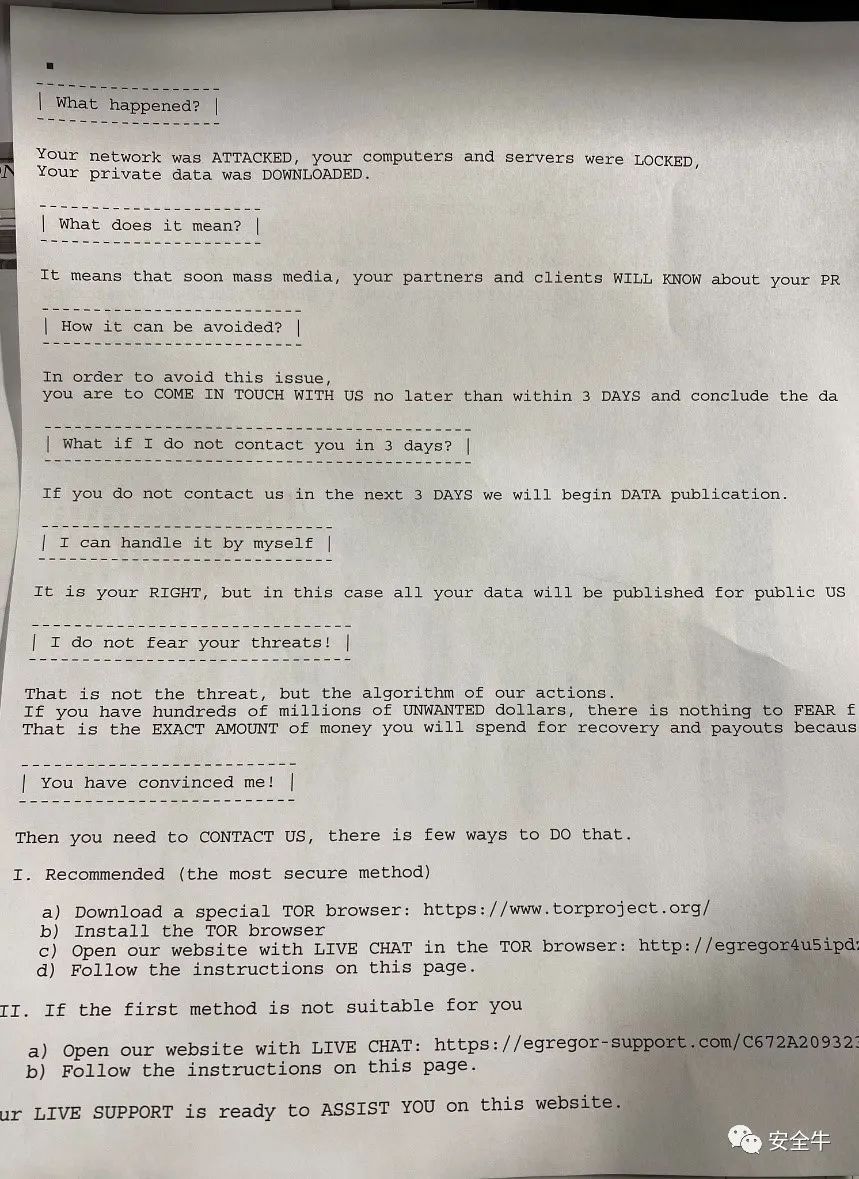 | What happened? |
Your network was ATTACKED, your computers and servers were LOCKED,
Your private data was DOWNLOADED.
| What does it mean? |
It means that soon mass media, your partners and clients WILL KNOW about your PR
| How it can be avoided? |
In order to avoid this issue,
you are to COME IN TOUCH WITH US no later than within 3 DAYS and conclude the da
| What if I do not contact you in 3 days? |
If you do not contact us in the next 3 DAYS we will begin DATA publication.
| I can handle it by myself |
It is your RIGHT, but in this case all your data will be published for public US
| I do not fear your threats! |
That is not the threat, but the algorithm of our actions.
If you have hundreds of millions of UNWANTED dollars, there is nothing to FEAR f
That is the EXACT AMOUNT of money you will spend for recovery and payouts becaus
| You have convinced me! |
Then you need to CONTACT US, there is few ways to DO that.
I. Recommended (the most secure method)
a) Download a special TOR browser: https://www.torproject.org/
b) Install the TOR browser
c) Open our website with LIVE CHAT in the TOR browser: http://egregor4u5ipdz
d) Follow the instructions on this page.
II. If the first method is not suitable for you
a) Open our website with LIVE CHAT: https://egregor-support.com/C672A209323
b) Follow the instructions on this page.
ur LIVE SUPPORT is ready to ASSIST YOU on this website.
安全牛